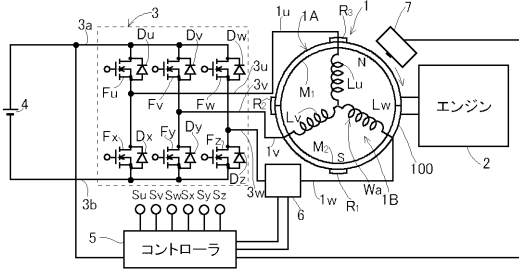 3a
3
Du
Dv
Dw
1u
1A
R3
1
7
Fu
Fv
Fw
3u
3v
N
M1
Lu
4
R2
Lv
Lw
エンジン
Fx
Dx
Fy
Dy
Fz
Dz
1v
M2
S
Wa
100
2
3b
3w
6
1w
R1
1B
Su Sv Sw Sx Sy Sz
5
コントローラ